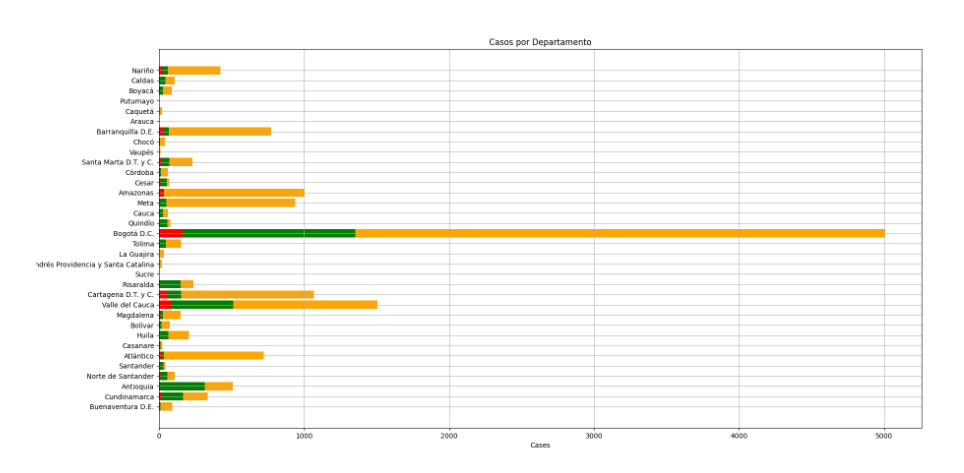 Casos por Departamento
Nariño
Caldas
Boyacá
Putumayo
Caquetá
Arauca
Barranquilla D.E.
Chocó
Vaupés
Santa Marta D.T. y C.
Córdoba
Cesar
Amazonas
Meta
Cauca
Quindío
Bogotá D.C.
Tolima
La Guajira
ndrés Providencia y Santa Catalina
Sucre
Risaralda
Cartagena D.T. y C.
Valle del Cauca
Magdalena
Bolívar
Huila
Casanare
Atlántico
Santander
Norte de Santander
Antioquia
Cundinamarca
Buenaventura D.E.
0 1000 2000 3000 4000 5000
Cases